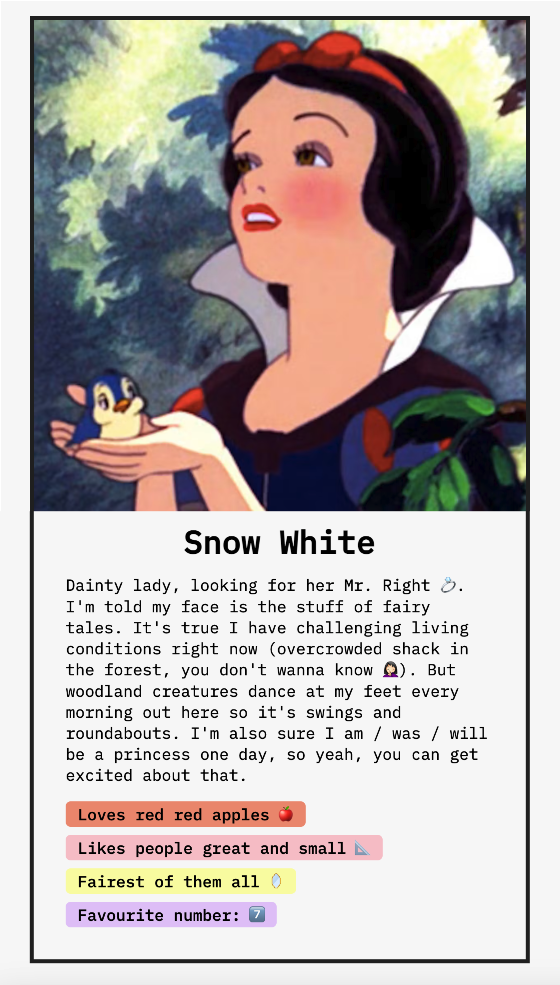 Snow White
Dainty lady, looking for her Mr. Right 💍.
I'm told my face is the stuff of fairy
tales. It's true I have challenging living
conditions right now (overcrowded shack in
the forest, you don't wanna know 🤦🏻‍♀️). But
woodland creatures dance at my feet every
morning out here so it's swings and
roundabouts. I'm also sure I am / was / will
be a princess one day, so yeah, you can get
excited about that.
Loves red red apples 🍎
Likes people great and small 📐
Fairest of them all 🪞
Favourite number: 7️⃣